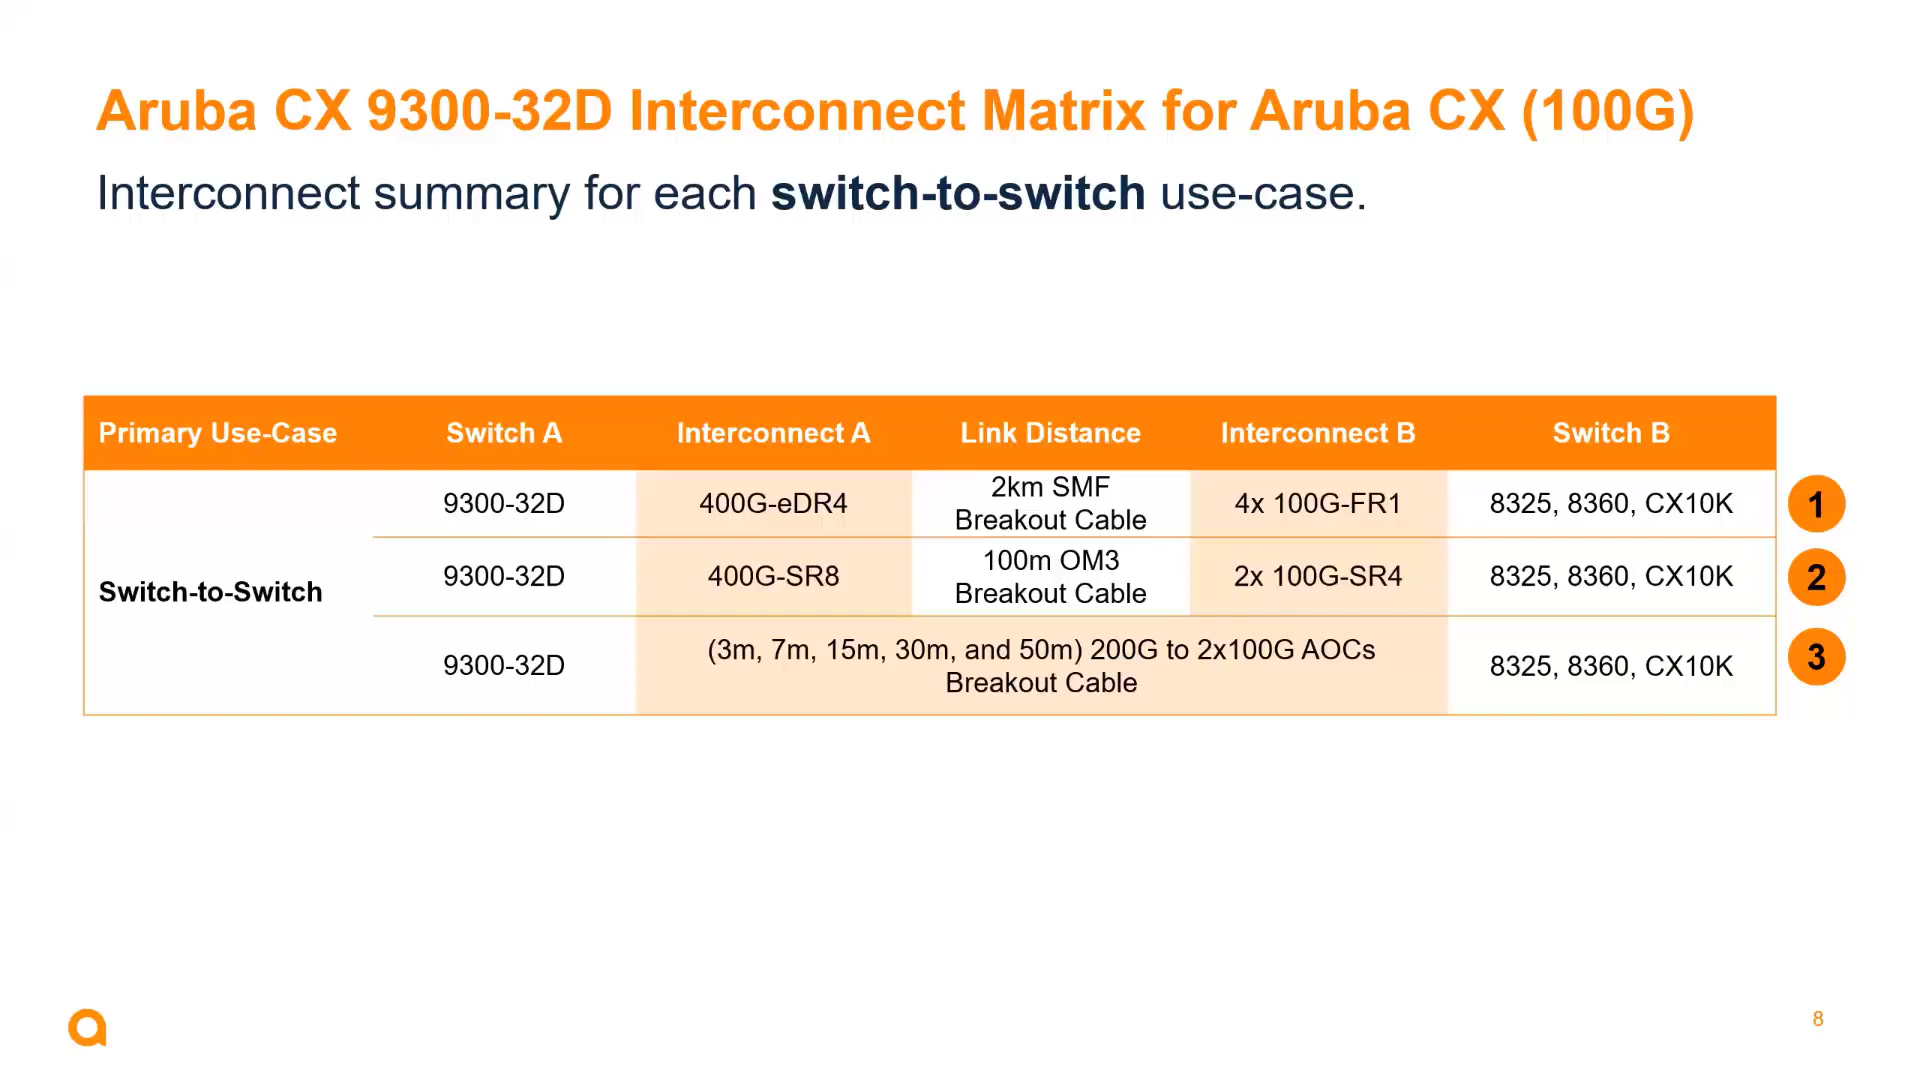 Aruba CX 9300-32D Interconnect Matrix for Aruba CX (100G)
Interconnect summary for each switch-to-switch use-case.
Primary Use-Case Switch A Interconnect A Link Distance Interconnect B Switch B
Switch-to-Switch
9300-32D 400G-eDR4 2km SMF
Breakout Cable 4x 100G-FR1 8325, 8360, CX10K 1
9300-32D 400G-SR8 100m OM3
Breakout Cable 2x 100G-SR4 8325, 8360, CX10K 2
9300-32D (3m, 7m, 15m, 30m, and 50m) 200G to 2x100G AOCs
Breakout Cable 8325, 8360, CX10K 3
8